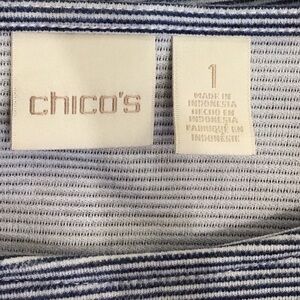 chico's
1
MADE IN
INDONESIA
HECHO EN
INDONESIA
FABRIQUÉ EN
INDONÉSIE